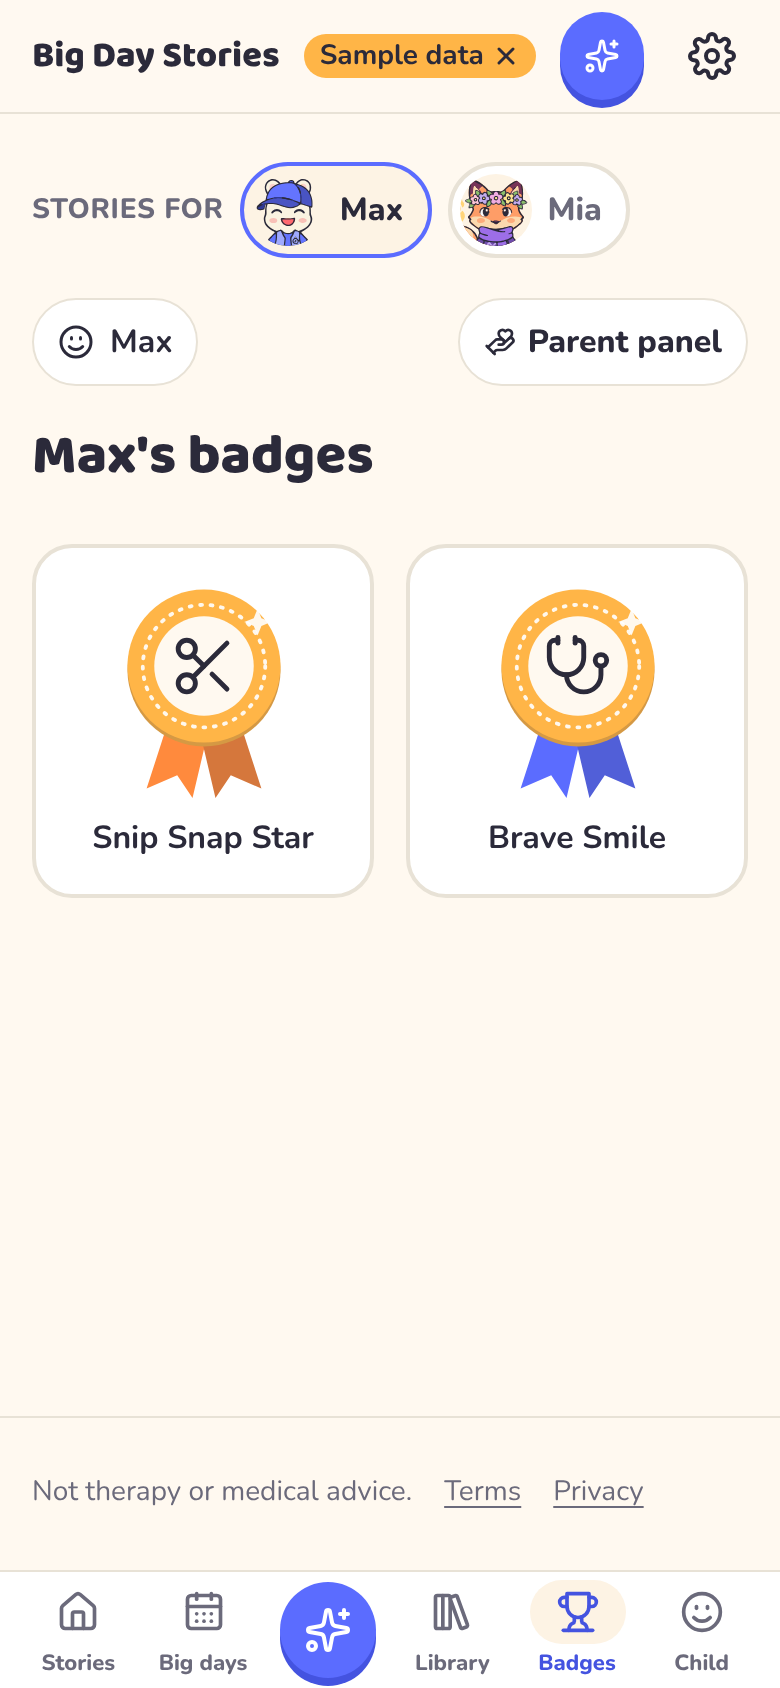 Big Day Stories
Sample data
STORIES FOR
Max
Mia
Max
Parent panel
Max's badges
Snip Snap Star
Brave Smile
Not therapy or medical advice. Terms Privacy
Stories
Big days
Library
Badges
Child